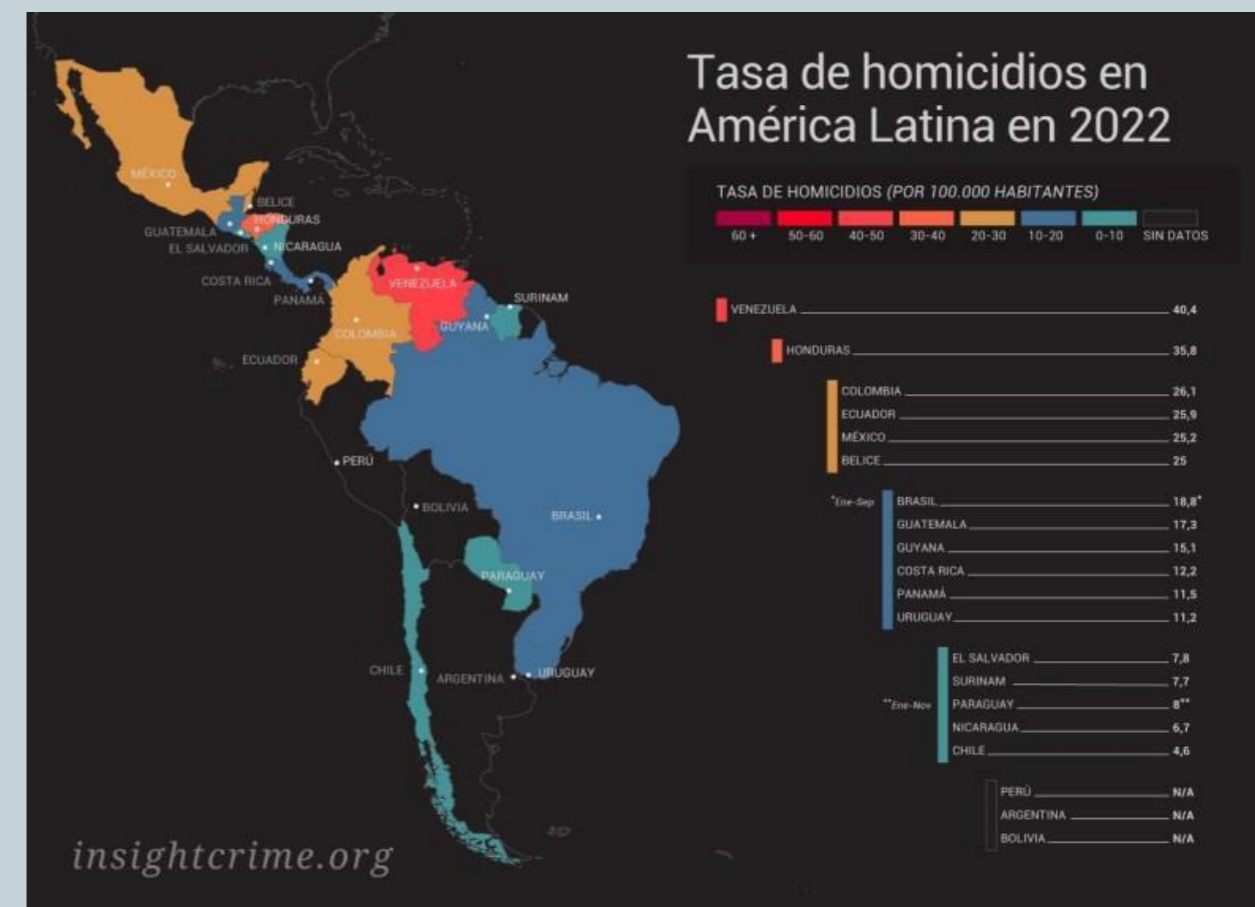 Tasa de homicidios en
América Latina en 2022
TASA DE HOMICIDIOS (POR 100.000 HABITANTES)
60 + 50-60 40-50 30-40 20-30 10-20 0-10 SIN DATOS
MÉXICO
BELICE
HONDURAS
GUATEMALA
EL SALVADOR
NICARAGUA
COSTA RICA
PANAMÁ
VENEZUELA
SURINAM
GUYANA
COLOMBIA
ECUADOR
PERÚ
BOLIVIA
BRASIL
PARAGUAY
CHILE
ARGENTINA
URUGUAY
VENEZUELA 40,4
HONDURAS 35,8
COLOMBIA 26,1
ECUADOR 25,9
MÉXICO 25,2
BELICE 25
*Ene-Sep BRASIL 18,8*
GUATEMALA 17,3
GUYANA 15,1
COSTA RICA 12,2
PANAMÁ 11,5
URUGUAY 11,2
EL SALVADOR 7,8
SURINAM 7,7
**Ene-Nov PARAGUAY 8**
NICARAGUA 6,7
CHILE 4,6
PERÚ N/A
ARGENTINA N/A
BOLIVIA N/A
insightcrime.org